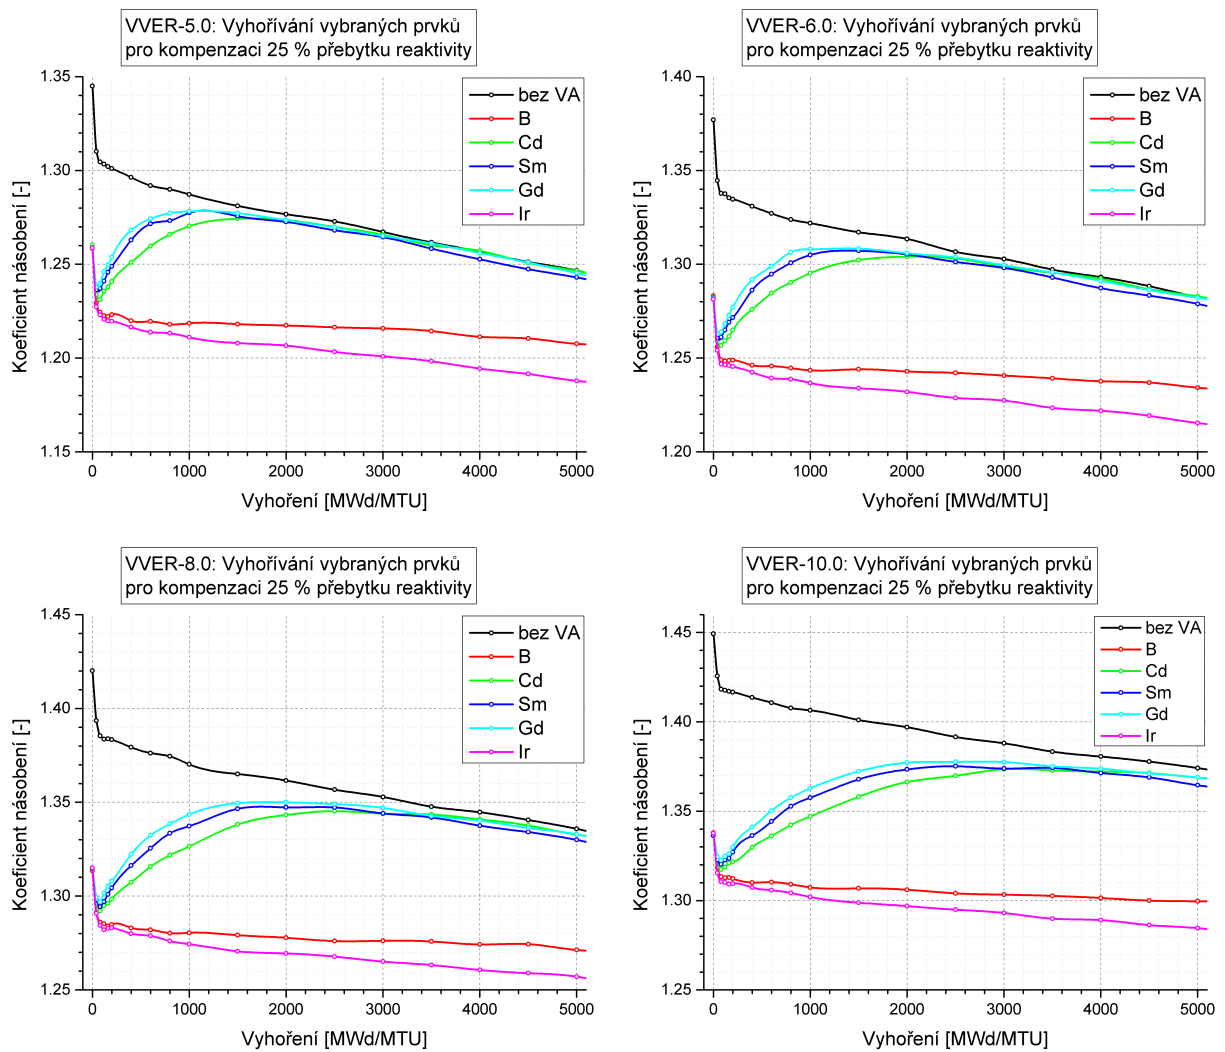 VVER-5.0: Vyhořívání vybraných prvků
pro kompenzaci 25 % přebytku reaktivity
1.35
1.30
1.25
1.20
1.15
Koeficient násobení [-]
bez VA
B
Cd
Sm
Gd
Ir
0
1000
2000
3000
4000
5000
Vyhoření [MWd/MTU]
VVER-6.0: Vyhořívání vybraných prvků
pro kompenzaci 25 % přebytku reaktivity
1.40
1.35
1.30
1.25
1.20
Koeficient násobení [-]
bez VA
B
Cd
Sm
Gd
Ir
0
1000
2000
3000
4000
5000
Vyhoření [MWd/MTU]
VVER-8.0: Vyhořívání vybraných prvků
pro kompenzaci 25 % přebytku reaktivity
1.45
1.40
1.35
1.30
1.25
Koeficient násobení [-]
bez VA
B
Cd
Sm
Gd
Ir
0
1000
2000
3000
4000
5000
Vyhoření [MWd/MTU]
VVER-10.0: Vyhořívání vybraných prvků
pro kompenzaci 25 % přebytku reaktivity
1.45
1.40
1.35
1.30
1.25
Koeficient násobení [-]
bez VA
B
Cd
Sm
Gd
Ir
0
1000
2000
3000
4000
5000
Vyhoření [MWd/MTU]